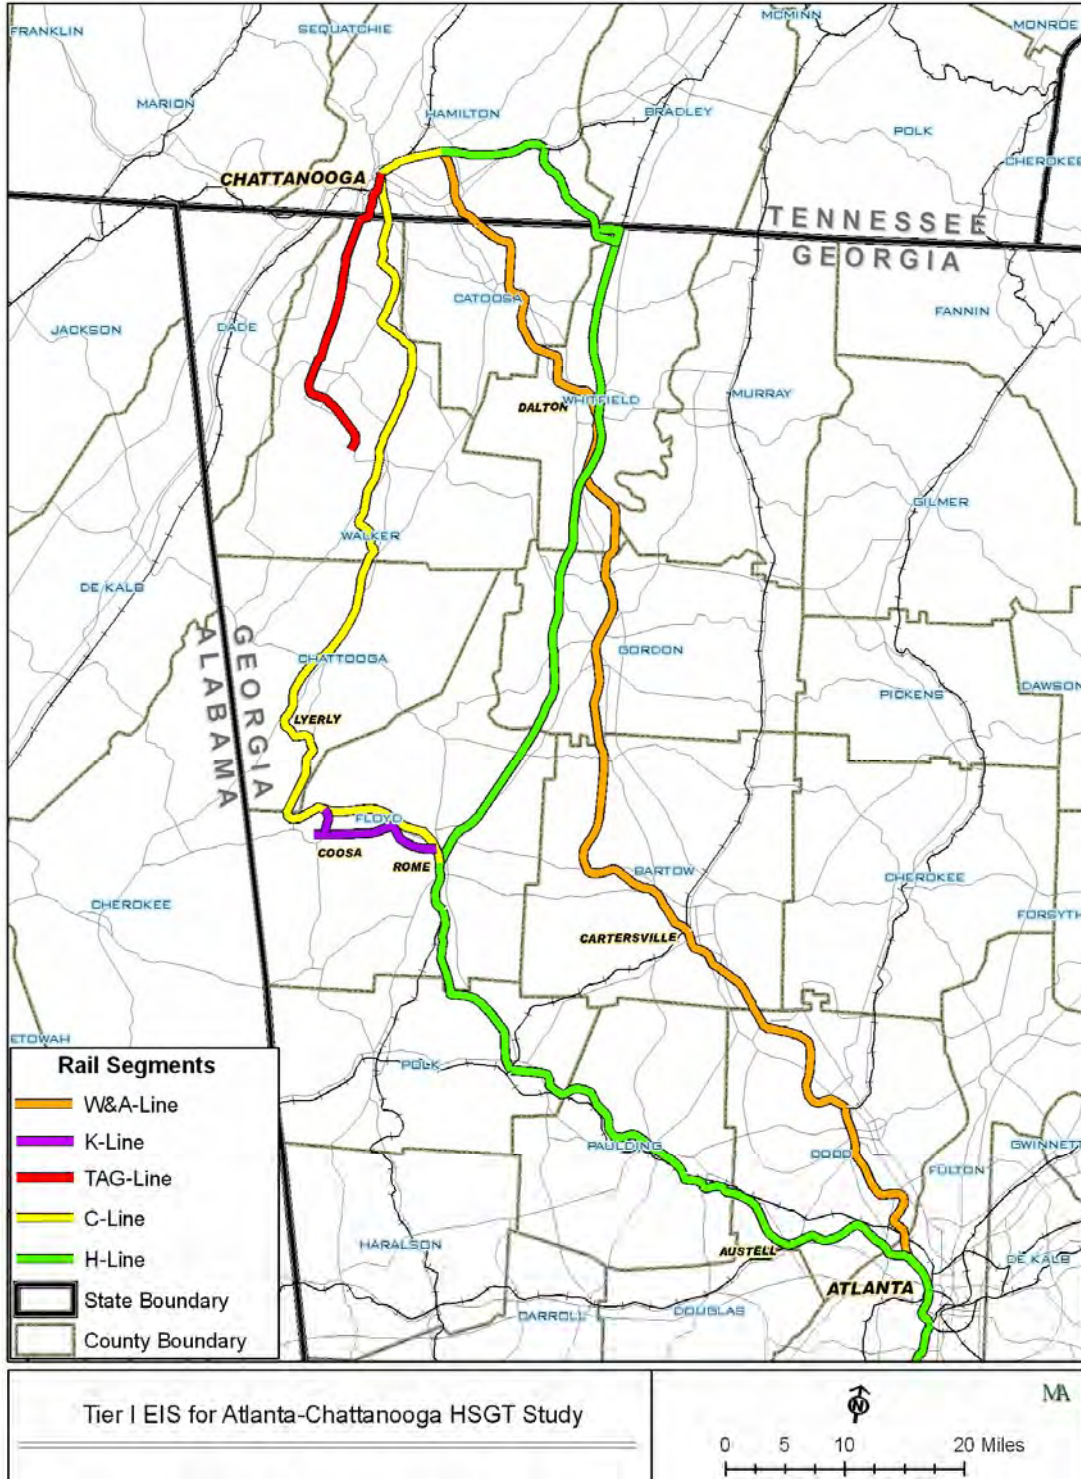 FRANKLIN
SEQUATCHIE
MCMINN
MONROE
MARION
HAMILTON
BRADLEY
POLK
CHEROKEE
CHATTANOOGA
TENNESSEE
GEORGIA
CATOOSA
FANNIN
JACKSON
DADE
DALTON
WHITFIELD
MURRAY
GILMER
WALKER
DE KALB
GEORGIA
ALABAMA
CHATTOOGA
GORDON
PICKENS
DAWSON
LYERLY
FLOYD
COOSA
ROME
BARTOW
CHEROKEE
CHEROKEE
FORSYTH
CARTERSVILLE
ETOWAH
POLK
PAULDING
COBB
GWINNETT
FULTON
HARALSON
AUSTELL
DE KALB
ATLANTA
CARROLL
DOUGLAS
Rail Segments
W&A-Line
K-Line
TAG-Line
C-Line
H-Line
State Boundary
County Boundary
Tier I EIS for Atlanta-Chattanooga HSGT Study
N
MA
0 5 10 20 Miles